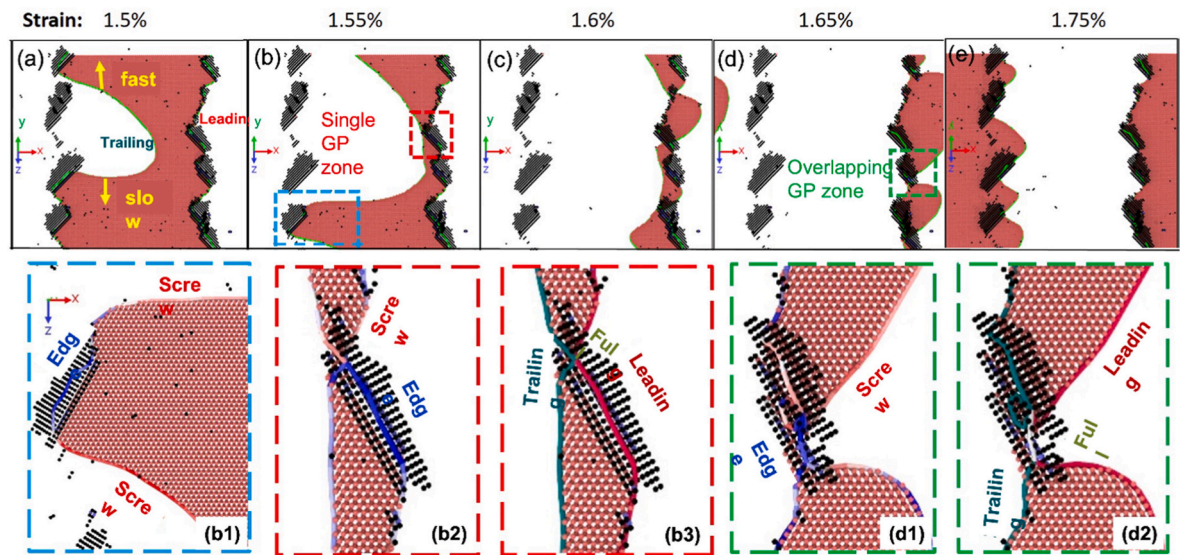 Strain: 1.5% 1.55% 1.6% 1.65% 1.75%
(a) (b) (c) (d) (e)
fast
Leadin
Trailing
slo
w
Single
GP
zone
Overlapping
GP zone
y
x
z
y
x
z
y
x
z
x
z
y
x
z
Scre
w
Edg
Scre
w
(b1)
x
z
Scre
w
Edg
e
(b2)
Ful
l
Leadin
g
Trailin
g
(b3)
Scre
w
Edg
e
(d1)
Leadin
g
Ful
l
Trailin
g
(d2)